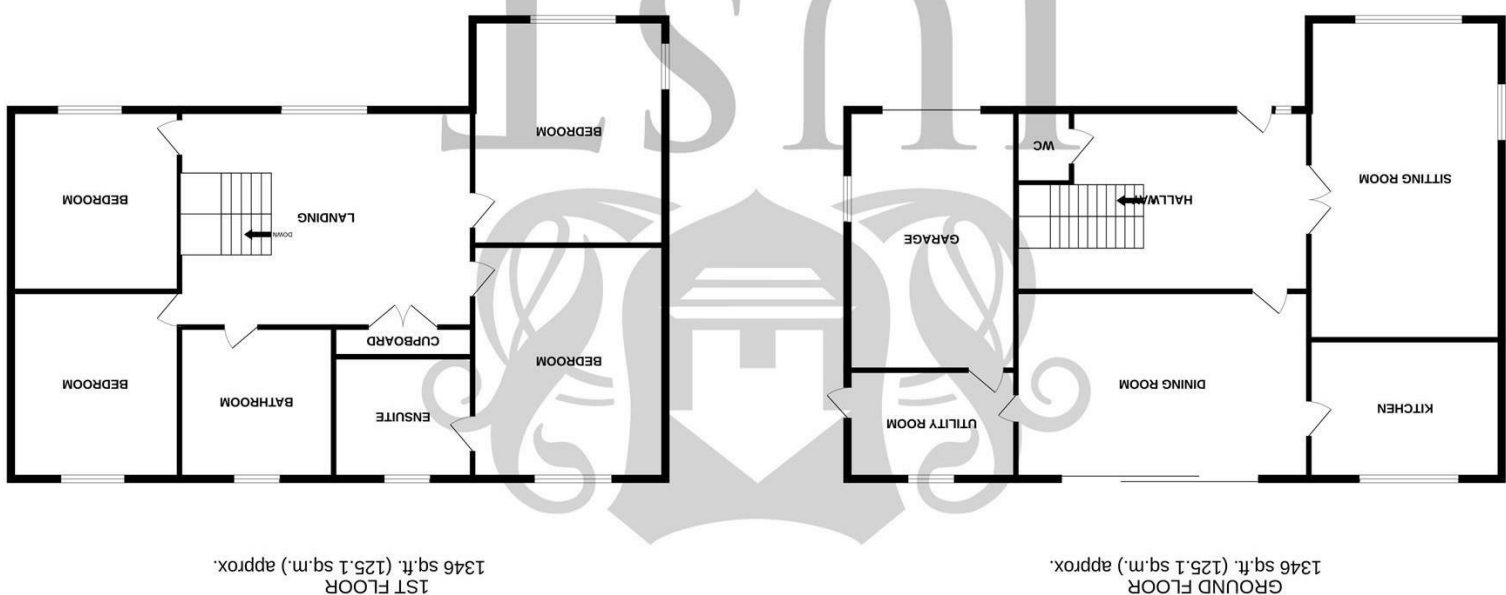 GROUND FLOOR
1346 sq.ft. (125.1 sq.m.) approx.
KITCHEN
DINING ROOM
UTILITY ROOM
SITTING ROOM
HALLWAY
GARAGE
WC
1ST FLOOR
1346 sq.ft. (125.1 sq.m.) approx.
BEDROOM
ENSUITE
BATHROOM
BEDROOM
CUPBOARD
BEDROOM
LANDING
DOWN
BEDROOM